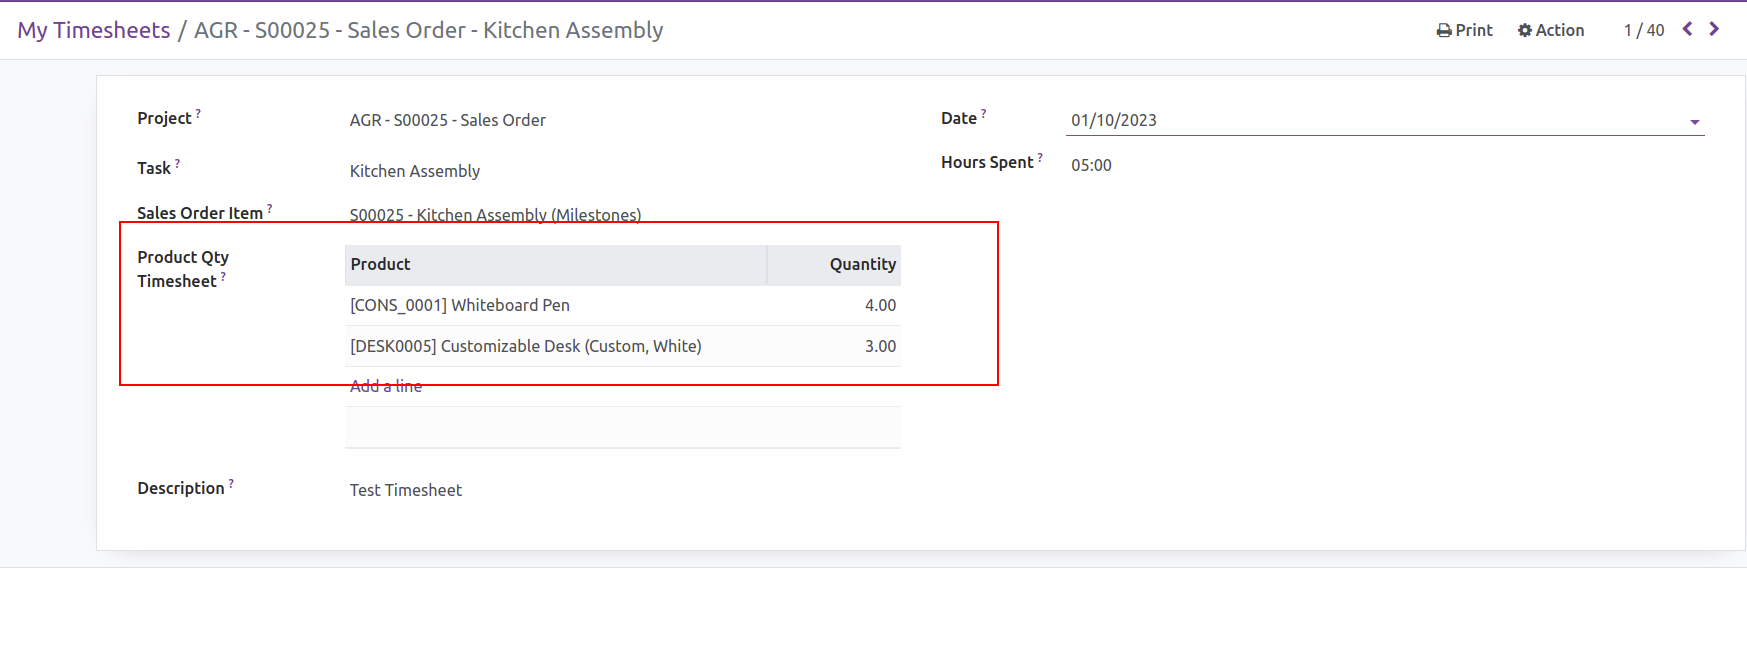 My Timesheets / AGR - S00025 - Sales Order - Kitchen Assembly
Print Action 1 / 40
Project ? AGR - S00025 - Sales Order
Date ? 01/10/2023
Task ? Kitchen Assembly
Hours Spent ? 05:00
Sales Order Item ? S00025 - Kitchen Assembly (Milestones)
Product Qty
Timesheet ?
Product Quantity
[CONS_0001] Whiteboard Pen 4.00
[DESK0005] Customizable Desk (Custom, White) 3.00
Add a line
Description ? Test Timesheet